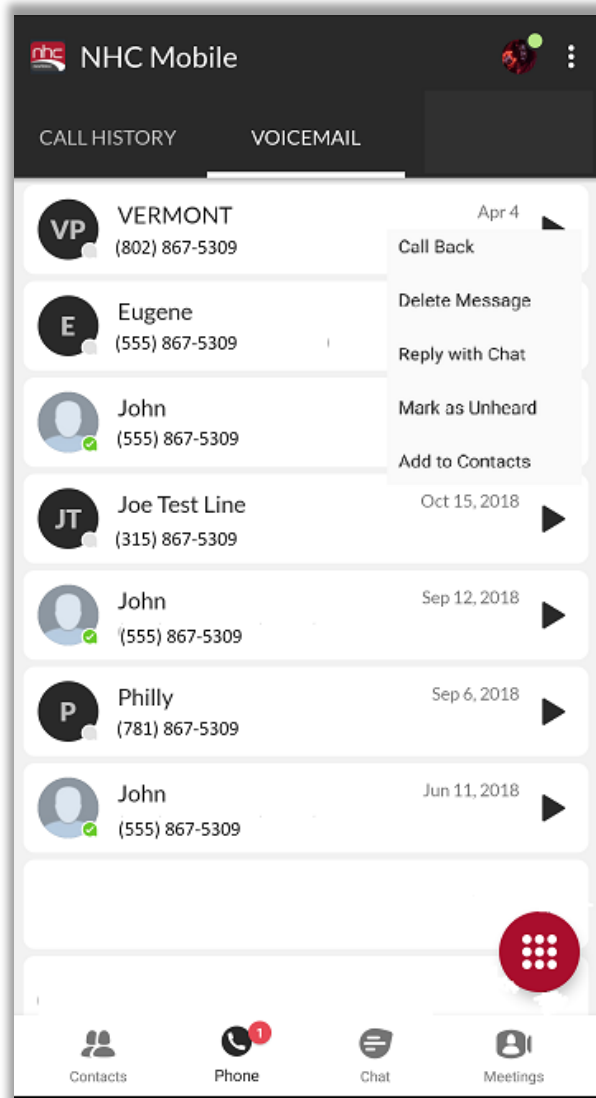 nhc NHC Mobile
CALL HISTORY VOICEMAIL
VP VERMONT Apr 4
(802) 867-5309
Call Back
Delete Message
Reply with Chat
Mark as Unheard
Add to Contacts
E Eugene
(555) 867-5309
John
(555) 867-5309
JT Joe Test Line Oct 15, 2018
(315) 867-5309
John Sep 12, 2018
(555) 867-5309
P Philly Sep 6, 2018
(781) 867-5309
John Jun 11, 2018
(555) 867-5309
1
Contacts Phone Chat Meetings